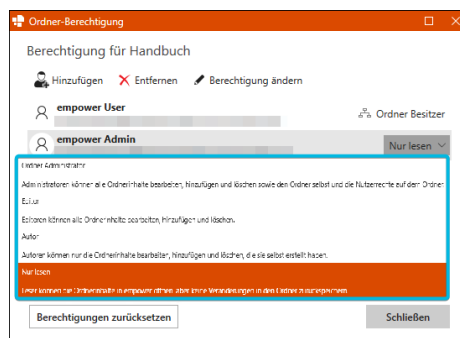 Ordner-Berechtigung
Berechtigung für Handbuch
Hinzufügen Entfernen Berechtigung ändern
empower User
Ordner Besitzer
empower Admin
Nur lesen
Ordner Administrator
Administratoren können alle Ordnerinhalte bearbeiten, hinzufügen und löschen sowie den Ordner selbst und die Nutzerrechte auf dem Ordner
Editor
Editoren können alle Ordnerinhalte bearbeiten, hinzufügen und löschen.
Autor
Autoren können nur die Ordnerinhalte bearbeiten, hinzufügen und löschen, die sie selbst erstellt haben.
Nur lesen
Leser können die Ordnerinhalte in empower öffnen aber keine Veränderungen in den Ordner zurückspeichern
Berechtigungen zurücksetzen
Schließen